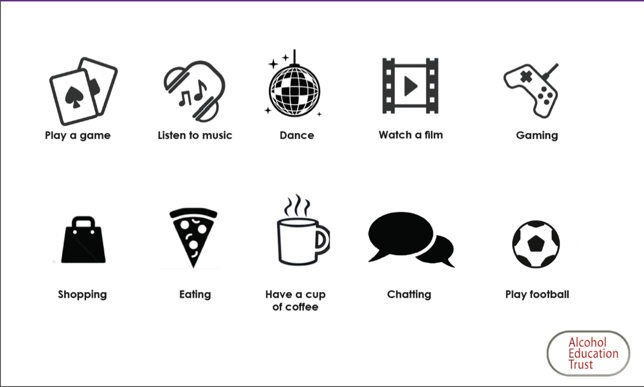 Play a game
Listen to music
Dance
Watch a film
Gaming
Shopping
Eating
Have a cup
of coffee
Chatting
Play football
Alcohol
Education
Trust